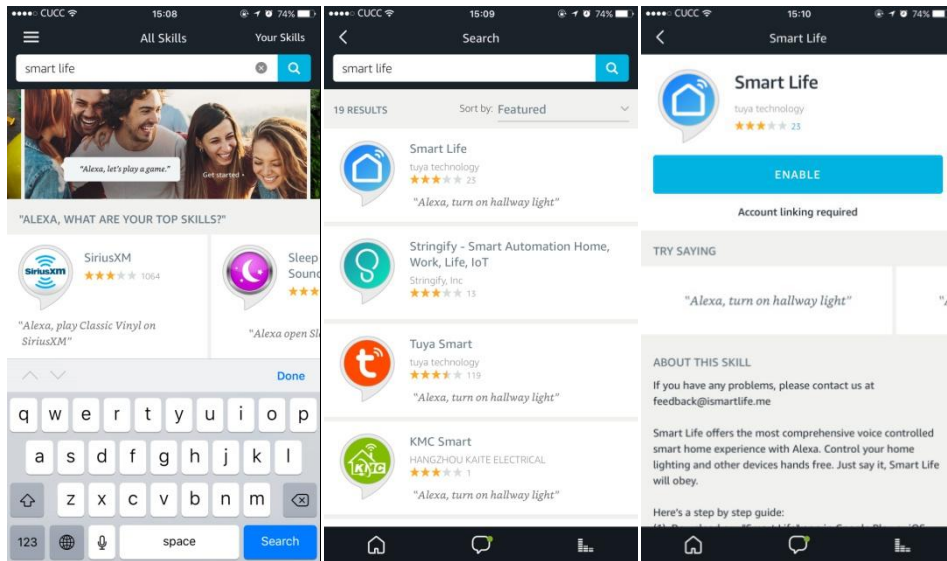 CUCC 15:08 74%
All Skills Your Skills
smart life
"Alexa, let's play a game."
Get started ›
"ALEXA, WHAT ARE YOUR TOP SKILLS?"
SiriusXM
SiriusXM
1064
"Alexa, play Classic Vinyl on
SiriusXM"
Sleep
Soun
"Alexa open Sl
Done
q w e r t y u i o p
a s d f g h j k l
z x c v b n m
123 space Search
CUCC 15:09 74%
Search
smart life
19 RESULTS Sort by: Featured
Smart Life
tuya technology
23
"Alexa, turn on hallway light"
Stringify - Smart Automation Home,
Work, Life, IoT
Stringify, Inc
13
Tuya Smart
tuya technology
119
"Alexa, turn on hallway light"
KMC
KMC Smart
HANGZHOU KAITE ELECTRICAL
1
"Alexa, turn on hallway light"
CUCC 15:10 74%
Smart Life
Smart Life
tuya technology
23
ENABLE
Account linking required
TRY SAYING
"Alexa, turn on hallway light"
ABOUT THIS SKILL
If you have any problems, please contact us at
feedback@ismartlife.me
Smart Life offers the most comprehensive voice controlled
smart home experience with Alexa. Control your home
lighting and other devices hands free. Just say it, Smart Life
will obey.
Here's a step by step guide: